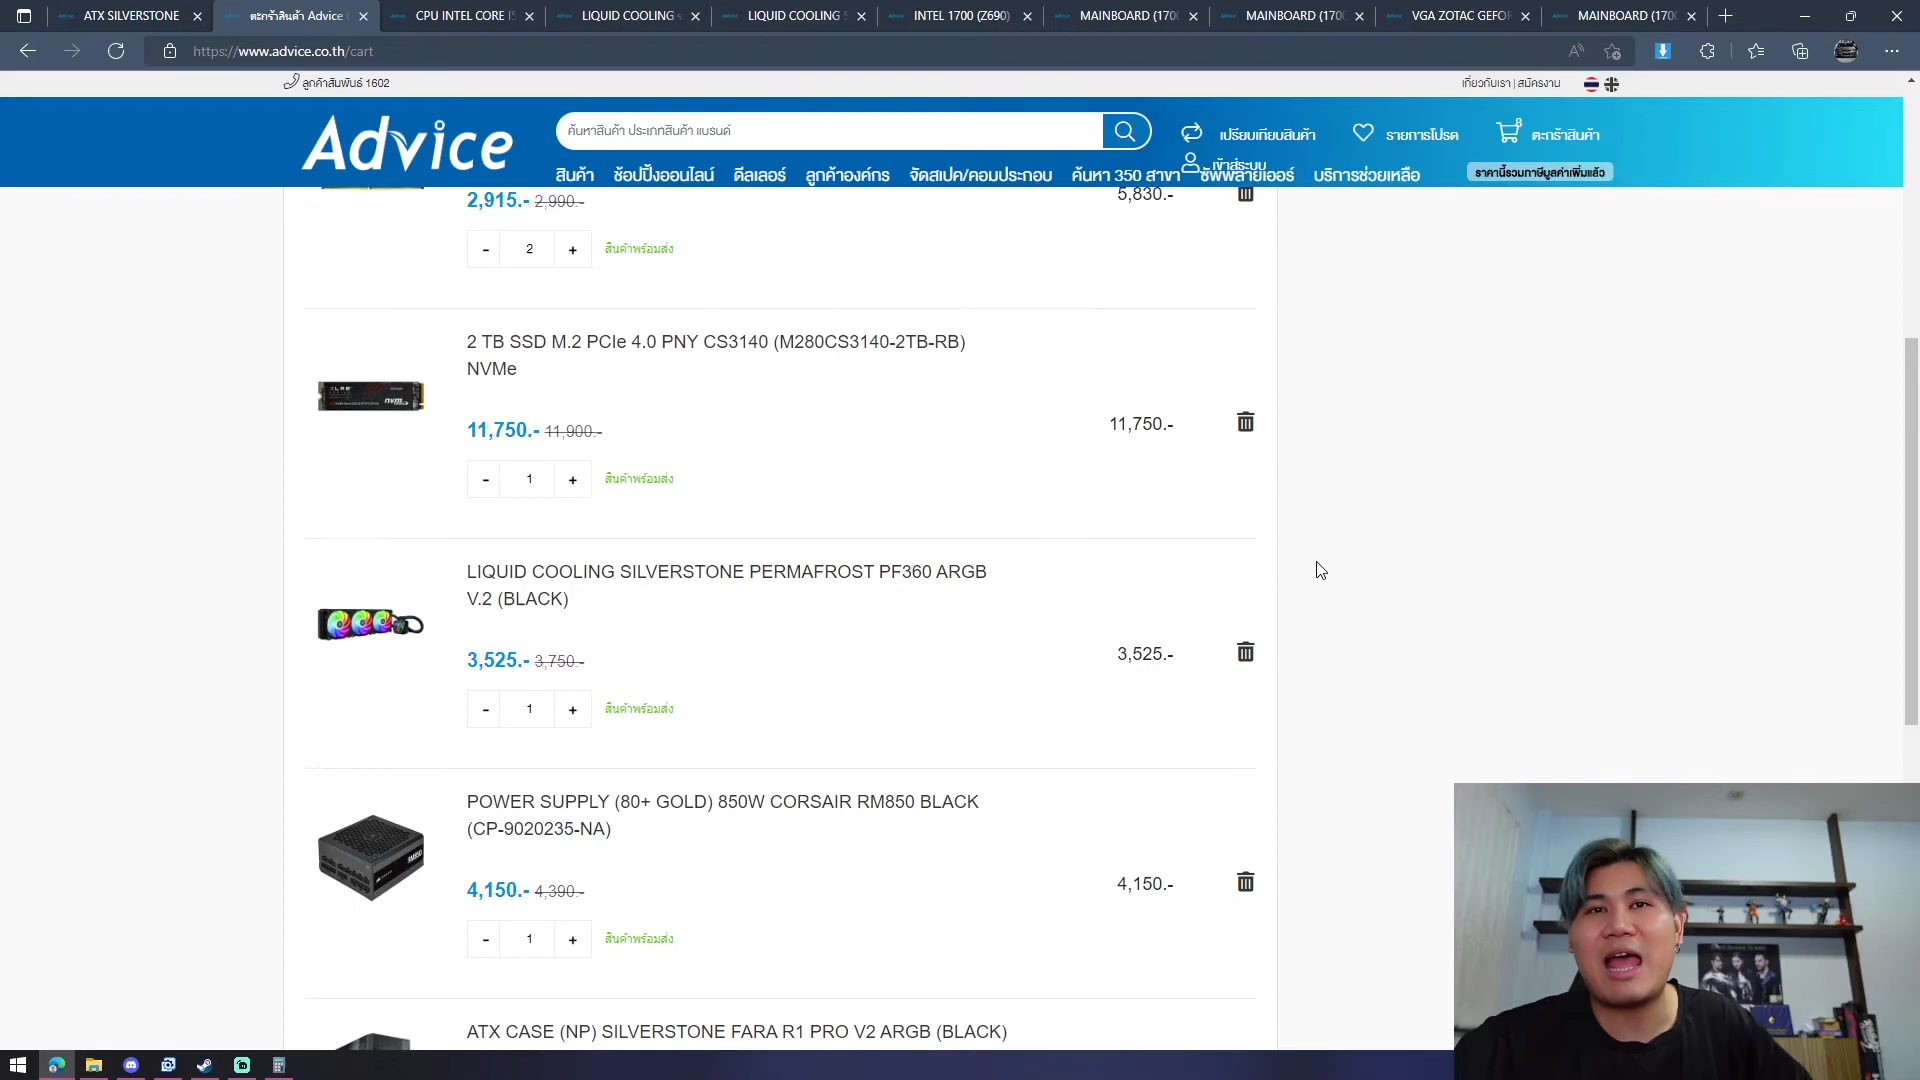 ATX SILVERSTONE
ตะกร้าสินค้า Advice
CPU INTEL CORE I5
LIQUID COOLING
LIQUID COOLING S
INTEL 1700 (Z690)
MAINBOARD (1700
MAINBOARD (1700
VGA ZOTAC GEFOR
MAINBOARD (1700
https://www.advice.co.th/cart
ลูกค้าสัมพันธ์ 1602
เกี่ยวกับเรา | สมัครงาน
Advice
ค้นหาสินค้า ประเภทสินค้า แบรนด์
เปรียบเทียบสินค้า
รายการโปรด
8
ตะกร้าสินค้า
เข้าสู่ระบบ
สินค้า ช้อปปิ้งออนไลน์ ดีลเลอร์ ลูกค้าองค์กร จัดสเปค/คอมประกอบ ค้นหา 350 สาขา ซัพพลายเออร์ บริการช่วยเหลือ
ราคานี้รวมภาษีมูลค่าเพิ่มแล้ว
2,915.- 2,990.-
5,830.-
- 2 + สินค้าพร้อมส่ง
2 TB SSD M.2 PCIe 4.0 PNY CS3140 (M280CS3140-2TB-RB)
NVMe
11,750.- 11,900.-
11,750.-
- 1 + สินค้าพร้อมส่ง
LIQUID COOLING SILVERSTONE PERMAFROST PF360 ARGB
V.2 (BLACK)
3,525.- 3,750.-
3,525.-
- 1 + สินค้าพร้อมส่ง
POWER SUPPLY (80+ GOLD) 850W CORSAIR RM850 BLACK
(CP-9020235-NA)
4,150.- 4,390.-
4,150.-
- 1 + สินค้าพร้อมส่ง
ATX CASE (NP) SILVERSTONE FARA R1 PRO V2 ARGB (BLACK)